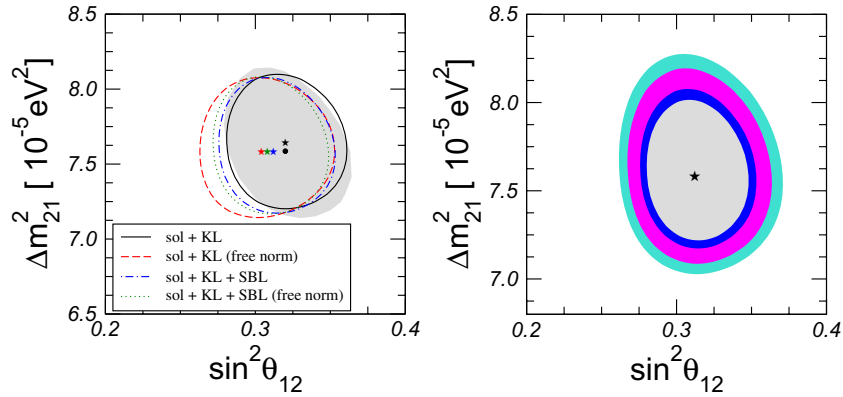 8.5
8.0
7.5
7.0
6.5
0.2
0.3
0.4
Δm²₂₁ [ 10⁻⁵eV² ]
sin²θ₁₂
sol + KL
sol + KL (free norm)
sol + KL + SBL
sol + KL + SBL (free norm)
8.5
8.0
7.5
7.0
0.2
0.3
0.4
Δm²₂₁ [ 10⁻⁵eV² ]
sin²θ₁₂